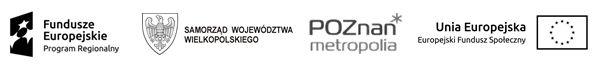 Fundusze
Europejskie
Program Regionalny
SAMORZĄD WOJEWÓDZTWA
WIELKOPOLSKIEGO
POZnan*
metropolia
Unia Europejska
Europejski Fundusz Społeczny